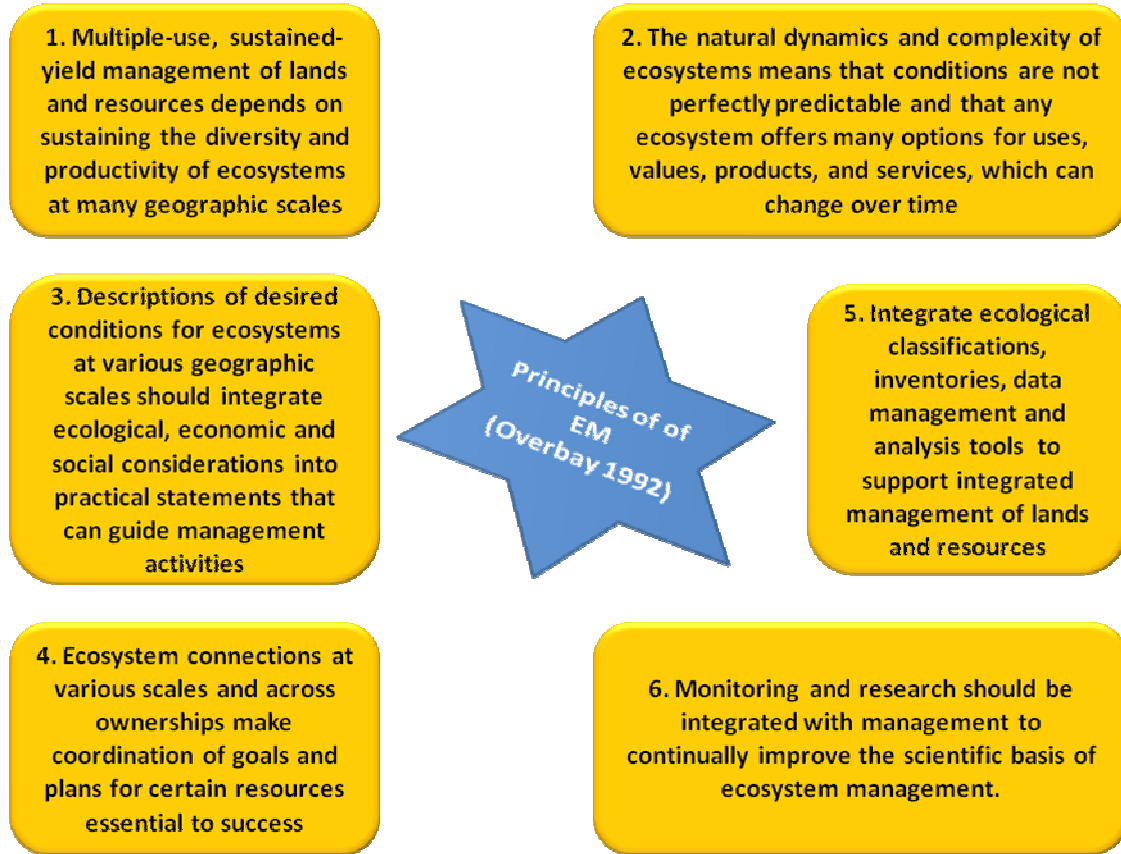 1. Multiple-use, sustained-
yield management of lands
and resources depends on
sustaining the diversity and
productivity of ecosystems
at many geographic scales
2. The natural dynamics and complexity of
ecosystems means that conditions are not
perfectly predictable and that any
ecosystem offers many options for uses,
values, products, and services, which can
change over time
3. Descriptions of desired
conditions for ecosystems
at various geographic
scales should integrate
ecological, economic and
social considerations into
practical statements that
can guide management
activities
Principles of of
EM
(Overbay 1992)
5. Integrate ecological
classifications,
inventories, data
management and
analysis tools to
support integrated
management of lands
and resources
4. Ecosystem connections at
various scales and across
ownerships make
coordination of goals and
plans for certain resources
essential to success
6. Monitoring and research should be
integrated with management to
continually improve the scientific basis of
ecosystem management.